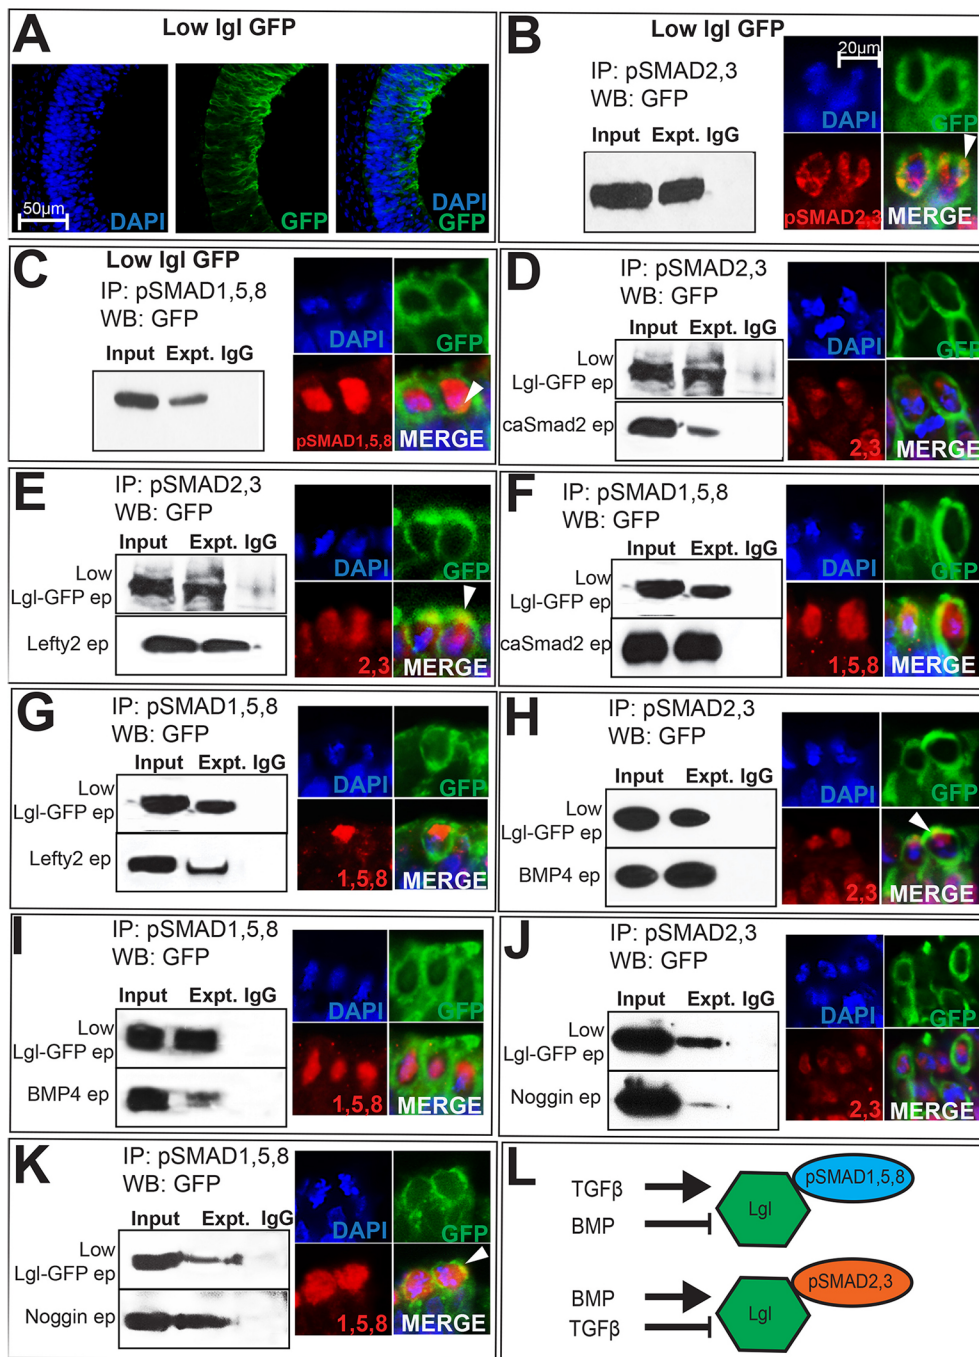 A
Low lgl GFP
50µm
DAPI
GFP
DAPI
GFP
B
Low lgl GFP
IP: pSMAD2,3
WB: GFP
Input Expt. IgG
20µm
DAPI
GFP
pSMAD2,3
MERGE
C
Low lgl GFP
IP: pSMAD1,5,8
WB: GFP
Input Expt. IgG
DAPI
GFP
pSMAD1,5,8
MERGE
D
IP: pSMAD2,3
WB: GFP
Input Expt. IgG
Low
Lgl-GFP ep
caSmad2 ep
DAPI
GFP
2,3
MERGE
E
IP: pSMAD2,3
WB: GFP
Input Expt. IgG
Low
Lgl-GFP ep
Lefty2 ep
DAPI
GFP
2,3
MERGE
F
IP: pSMAD1,5,8
WB: GFP
Input Expt. IgG
Low
Lgl-GFP ep
caSmad2 ep
DAPI
GFP
1,5,8
MERGE
G
IP: pSMAD1,5,8
WB: GFP
Input Expt. IgG
Low
Lgl-GFP ep
Lefty2 ep
DAPI
GFP
1,5,8
MERGE
H
IP: pSMAD2,3
WB: GFP
Input Expt. IgG
Low
Lgl-GFP ep
BMP4 ep
DAPI
GFP
2,3
MERGE
I
IP: pSMAD1,5,8
WB: GFP
Input Expt. IgG
Low
Lgl-GFP ep
BMP4 ep
DAPI
GFP
1,5,8
MERGE
J
IP: pSMAD2,3
WB: GFP
Input Expt. IgG
Low
Lgl-GFP ep
Noggin ep
DAPI
GFP
2,3
MERGE
K
IP: pSMAD1,5,8
WB: GFP
Input Expt. IgG
Low
Lgl-GFP ep
Noggin ep
DAPI
GFP
1,5,8
MERGE
L
TGFβ
BMP
Lgl
pSMAD1,5,8
BMP
TGFβ
Lgl
pSMAD2,3